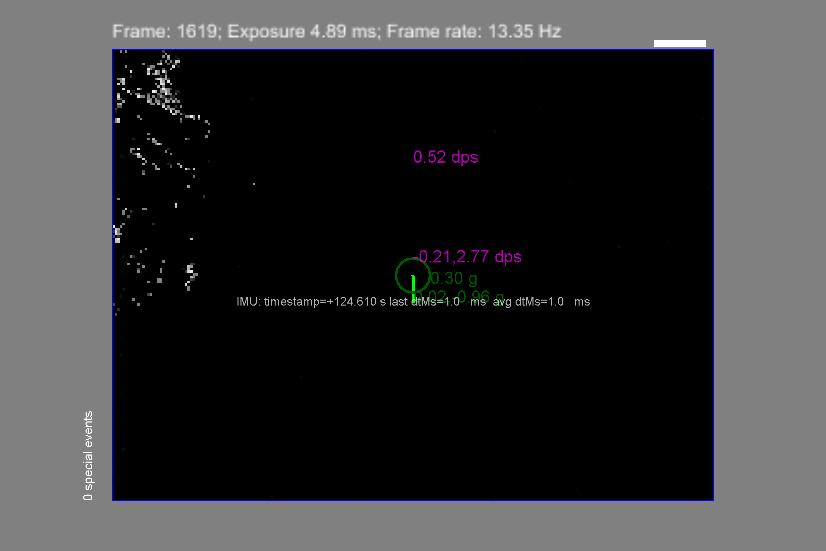 Frame: 1619; Exposure 4.89 ms; Frame rate: 13.35 Hz
0.52 dps
-0.21,2.77 dps
0.30 g
0.96 g
IMU: timestamp=+124.610 s last dtMs=1.0 ms avg dtMs=1.0 ms
0 special events